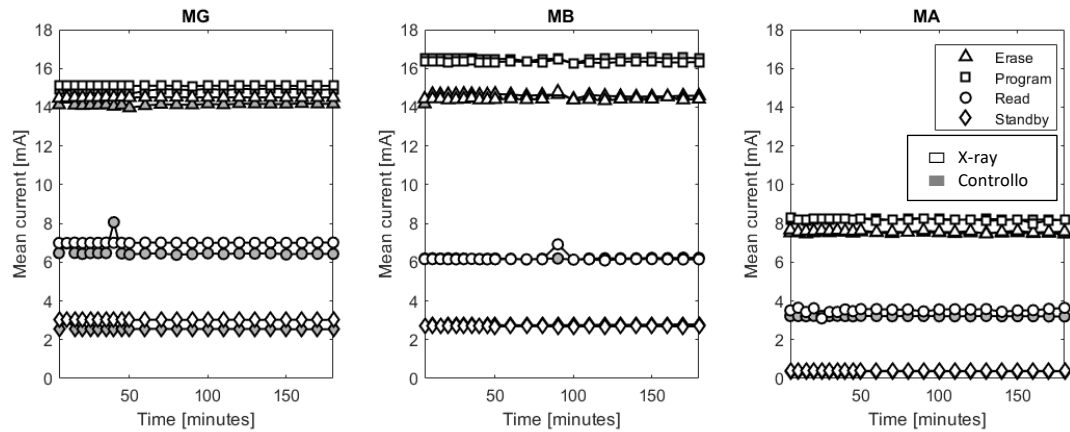 MG
18
16
14
12
10
8
6
4
2
0
Mean current [mA]
50
100
150
Time [minutes]
MB
18
16
14
12
10
8
6
4
2
0
Mean current [mA]
50
100
150
Time [minutes]
MA
18
16
14
12
10
8
6
4
2
0
Mean current [mA]
50
100
150
Time [minutes]
Erase
Program
Read
Standby
X-ray
Controllo